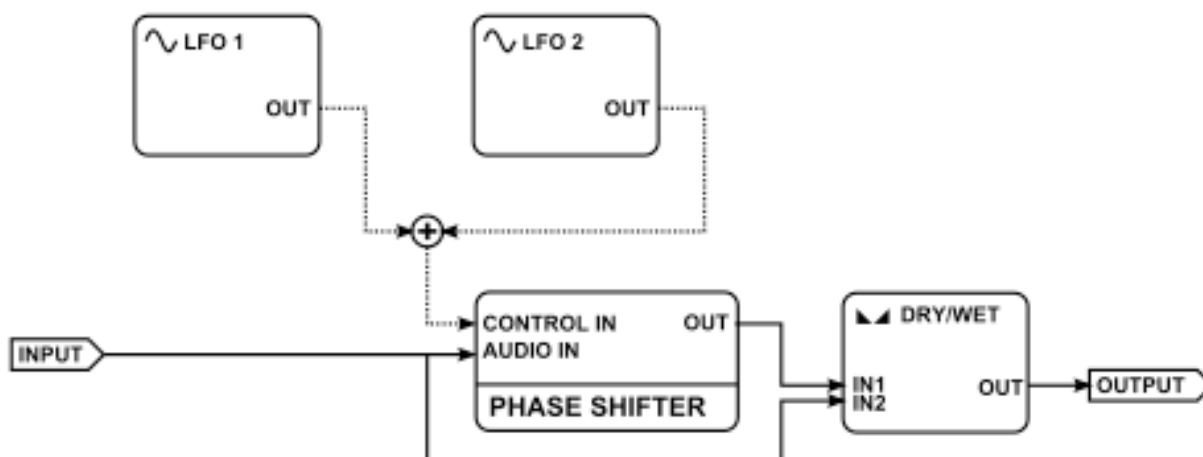 LFO 1
OUT
LFO 2
OUT
+
INPUT
CONTROL IN
AUDIO IN
OUT
PHASE SHIFTER
DRY/WET
IN1
IN2
OUT
OUTPUT